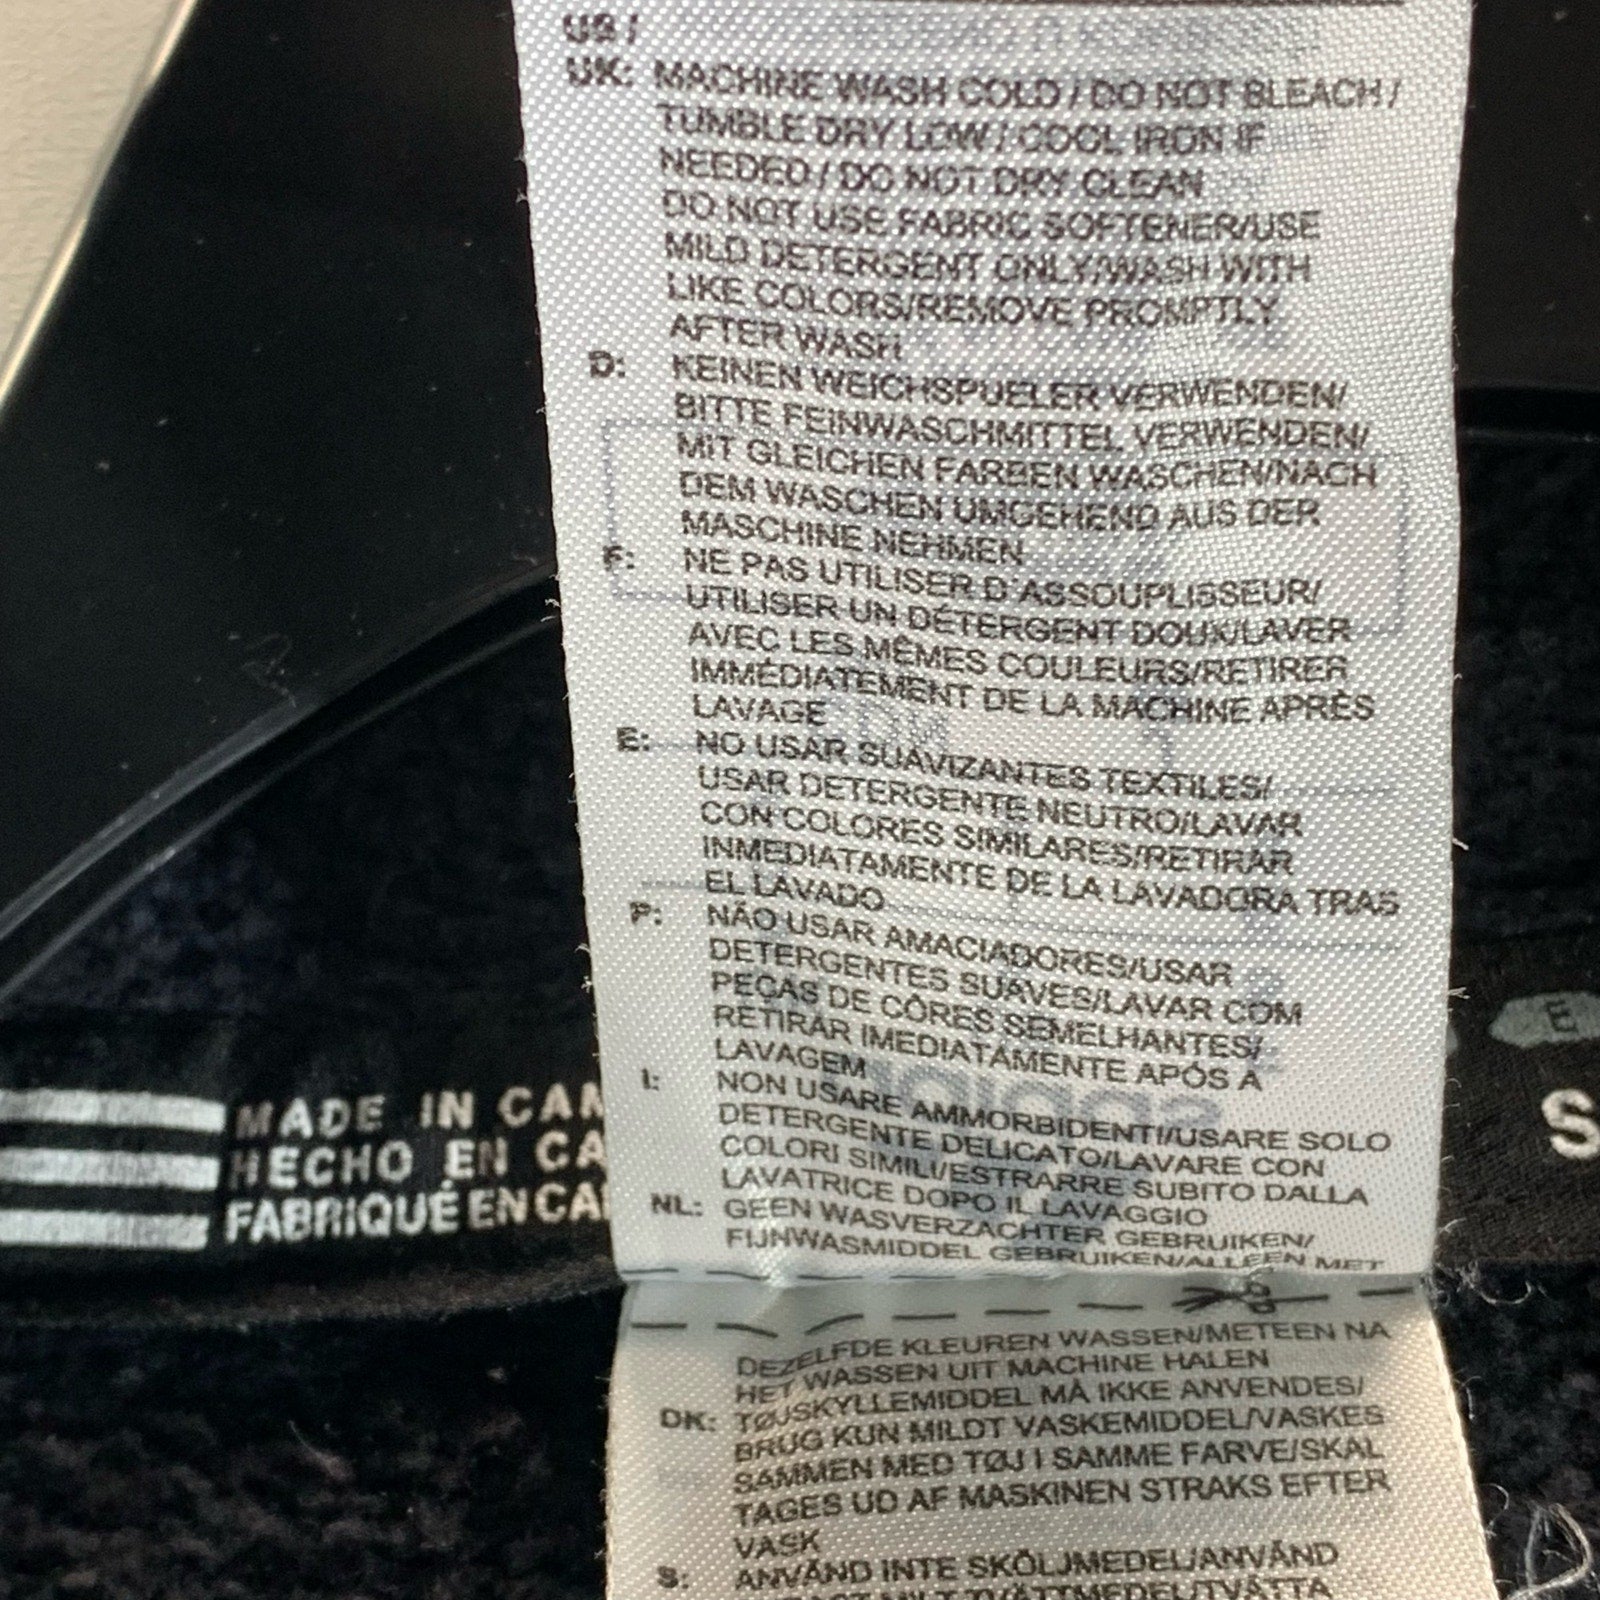 US /
UK: MACHINE WASH COLD / DO NOT BLEACH /
TUMBLE DRY LOW / COOL IRON IF
NEEDED / DO NOT DRY CLEAN
DO NOT USE FABRIC SOFTENER/USE
MILD DETERGENT ONLY/WASH WITH
LIKE COLORS/REMOVE PROMPTLY
AFTER WASH
D: KEINEN WEICHSPUELER VERWENDEN/
BITTE FEINWASCHMITTEL VERWENDEN/
MIT GLEICHEN FARBEN WASCHEN/NACH
DEM WASCHEN UMGEHEND AUS DER
MASCHINE NEHMEN
F: NE PAS UTILISER D'ASSOUPLISSEUR/
UTILISER UN DÉTERGENT DOUX/LAVER
AVEC LES MÊMES COULEURS/RETIRER
IMMÉDIATEMENT DE LA MACHINE APRÈS
LAVAGE
E: NO USAR SUAVIZANTES TEXTILES/
USAR DETERGENTE NEUTRO/LAVAR
CON COLORES SIMILARES/RETIRAR
INMEDIATAMENTE DE LA LAVADORA TRAS
EL LAVADO
P: NÃO USAR AMACIADORES/USAR
DETERGENTES SUAVES/LAVAR COM
PEÇAS DE CÔRES SEMELHANTES/
RETIRAR IMEDIATAMENTE APÓS A
LAVAGEM
I: NON USARE AMMORBIDENTI/USARE SOLO
DETERGENTE DELICATO/LAVARE CON
COLORI SIMILI/ESTRARRE SUBITO DALLA
LAVATRICE DOPO IL LAVAGGIO
NL: GEEN WASVERZACHTER GEBRUIKEN/
FIJNWASMIDDEL GEBRUIKEN/ALLEEN MET
DEZELFDE KLEUREN WASSEN/METEEN NA
HET WASSEN UIT MACHINE HALEN
DK: TØJSKYLLEMIDDEL MÅ IKKE ANVENDES/
BRUG KUN MILDT VASKEMIDDEL/VASKES
SAMMEN MED TØJ I SAMME FARVE/SKAL
TAGES UD AF MASKINEN STRAKS EFTER
VASK
S: ANVÄND INTE SKÖLJMEDEL/ANVÄND
MADE IN CAM
HECHO EN CA
FABRIQUÉ EN CA
E
S